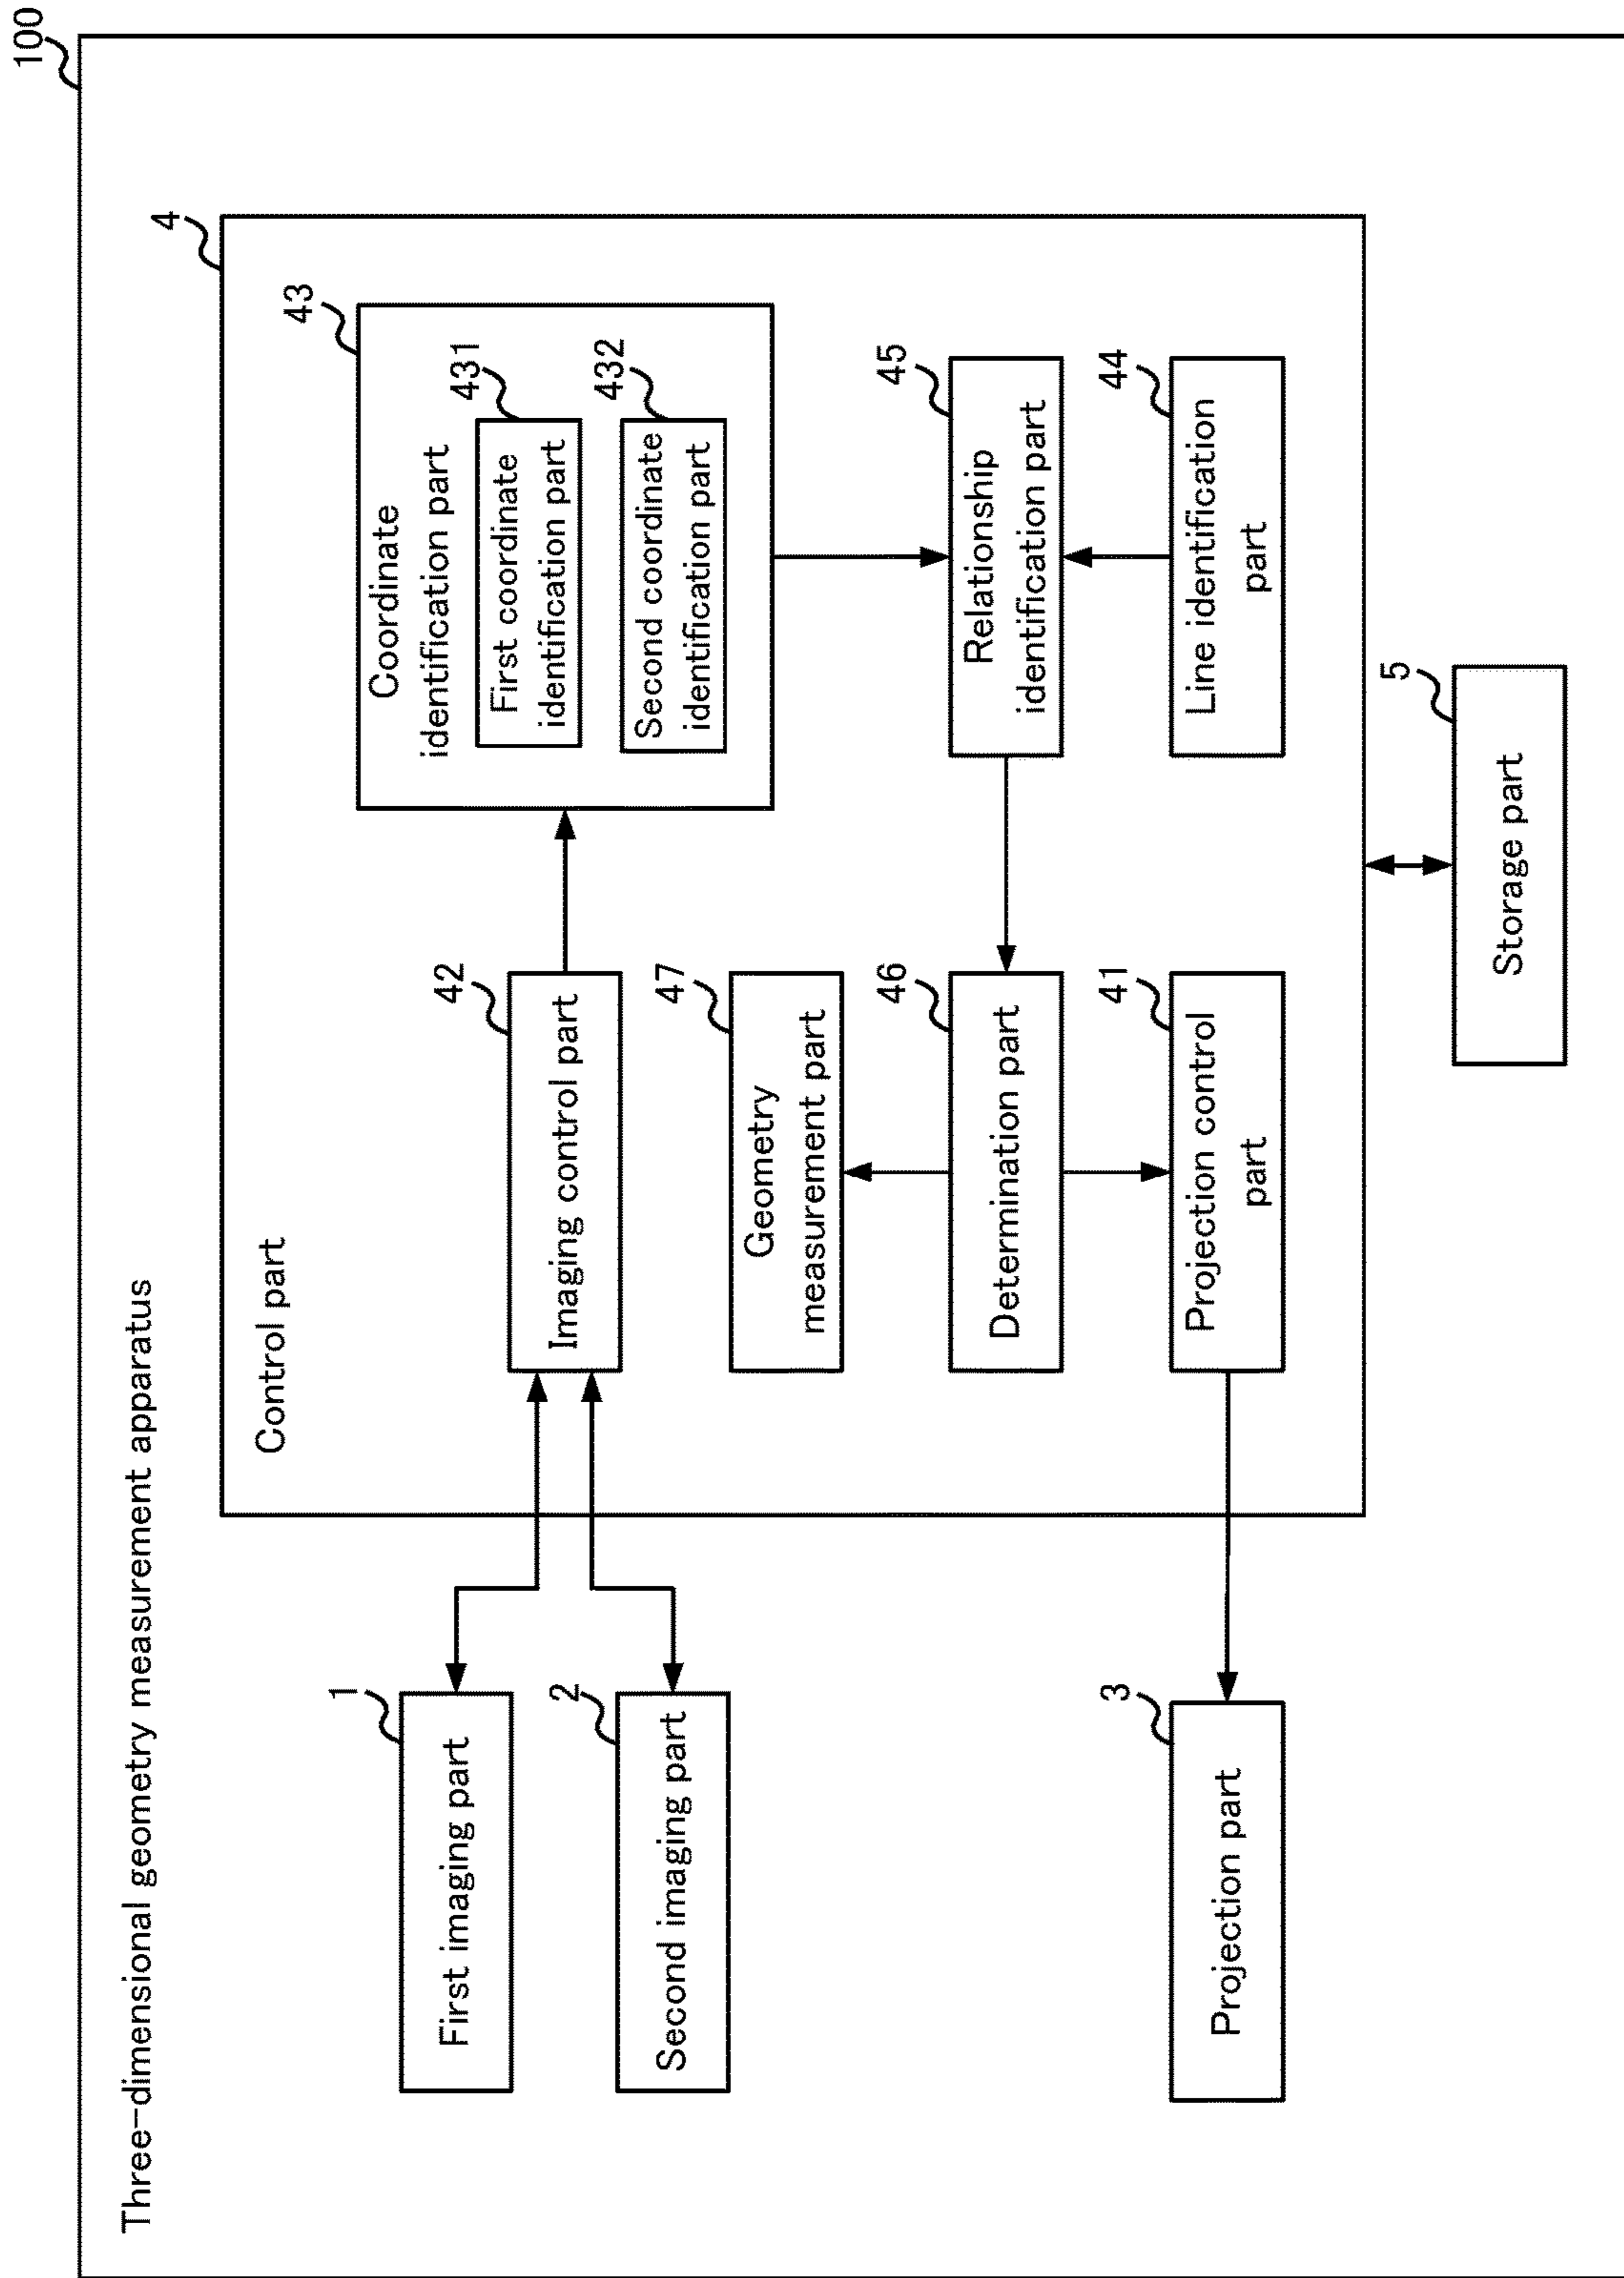 100
Three-dimensional geometry measurement apparatus
4
Control part
1
First imaging part
2
Second imaging part
3
Projection part
42
Imaging control part
43
Coordinate
identification part
431
First coordinate
identification part
432
Second coordinate
identification part
47
Geometry
measurement part
46
Determination part
45
Relationship
identification part
41
Projection control
part
44
Line identification
part
5
Storage part